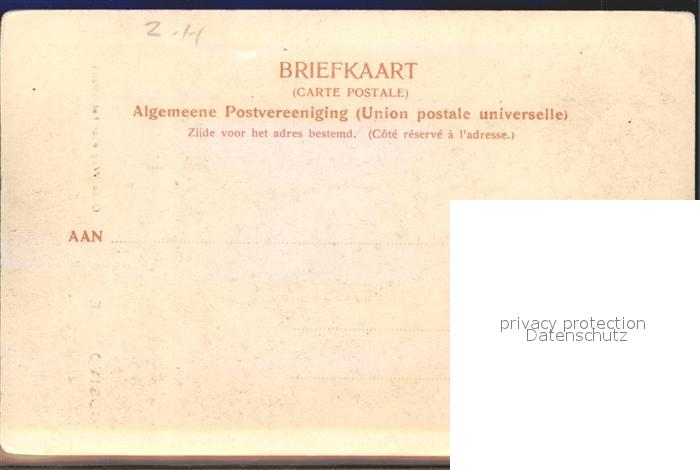 2.14
BRIEFKAART
(CARTE POSTALE)
Algemeene Postvereeniging (Union postale universelle)
Zijde voor het adres bestemd. (Côté réservé à l'adresse.)
AAN
privacy protection
Datenschutz